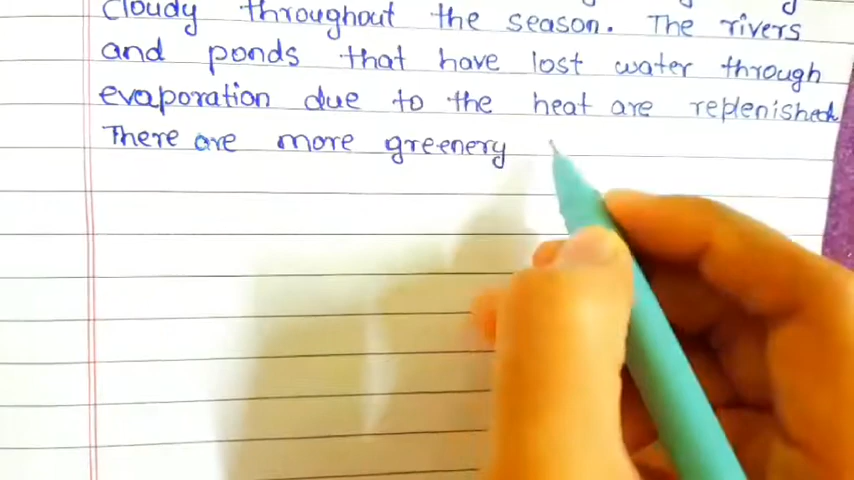 cloudy throughout the season. The rivers
and ponds that have lost water through
evaporation due to the heat are replenished
There are more greenery